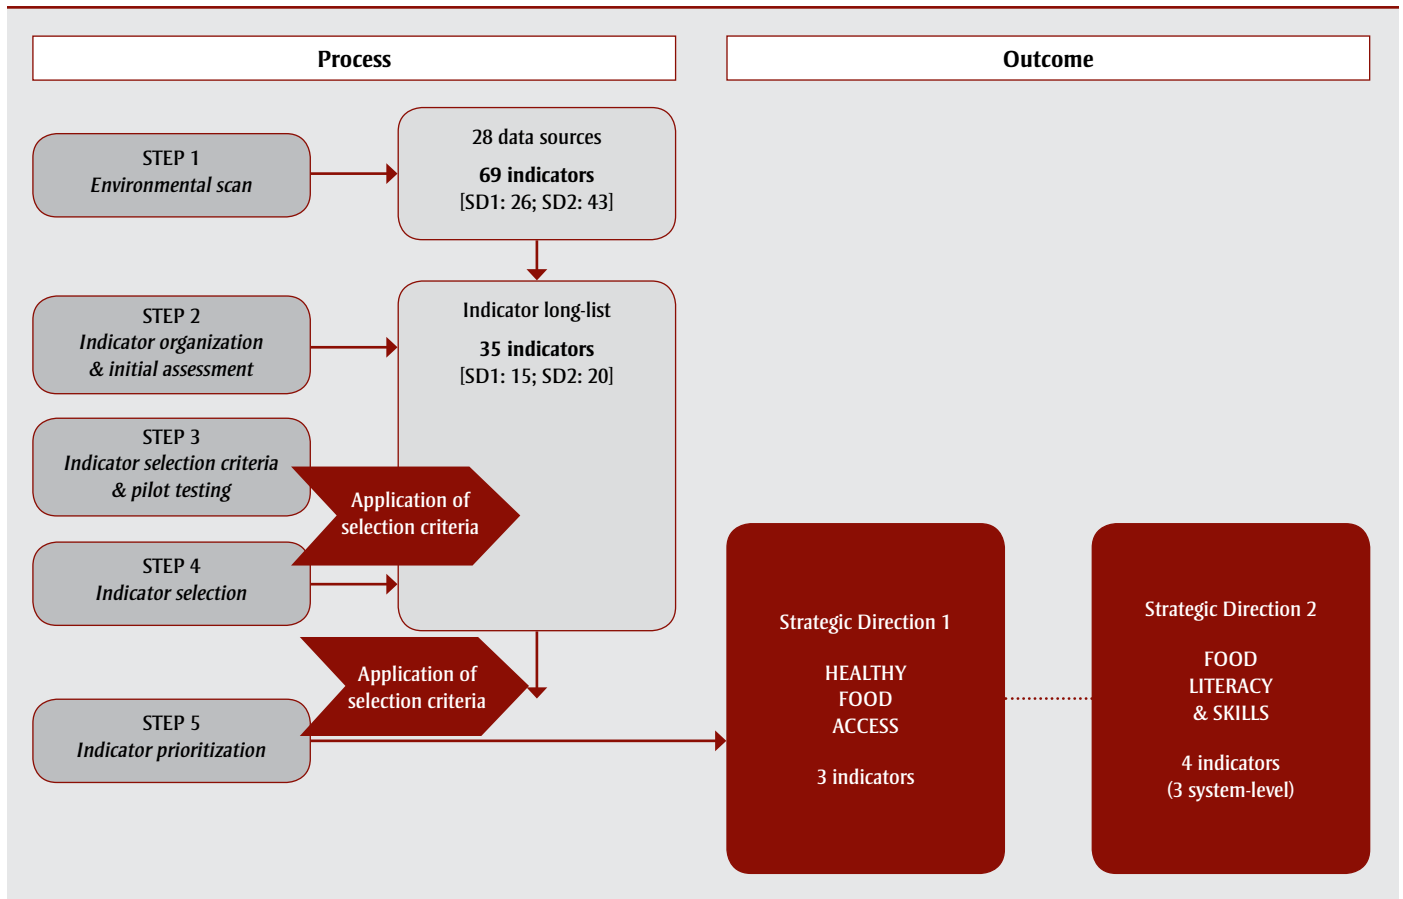 Process
Outcome
STEP 1
Environmental scan
28 data sources
69 indicators
[SD1: 26; SD2: 43]
STEP 2
Indicator organization
& initial assessment
Indicator long-list
35 indicators
[SD1: 15; SD2: 20]
STEP 3
Indicator selection criteria
& pilot testing
Application of
selection criteria
STEP 4
Indicator selection
Application of
selection criteria
STEP 5
Indicator prioritization
Strategic Direction 1
HEALTHY
FOOD
ACCESS
3 indicators
Strategic Direction 2
FOOD
LITERACY
& SKILLS
4 indicators
(3 system-level)